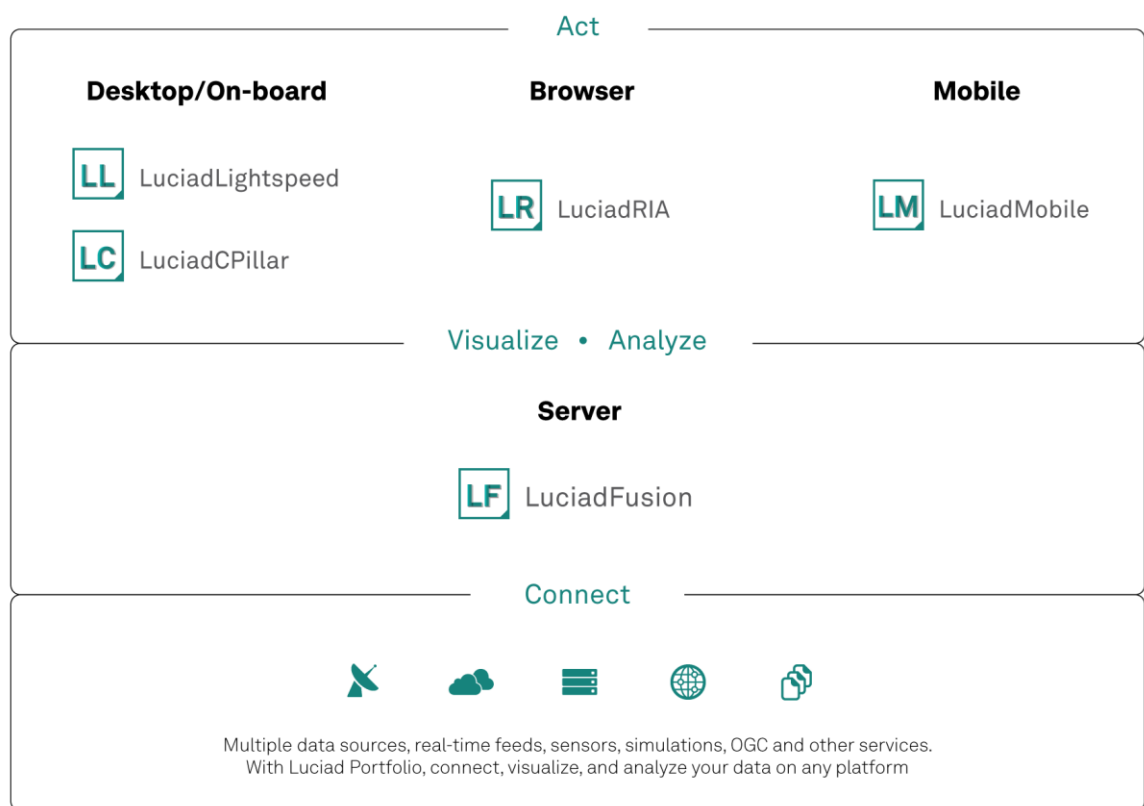 Act
Desktop/On-board
Browser
Mobile
LL LuciadLightspeed
LR LuciadRIA
LM LuciadMobile
LC LuciadCPillar
Visualize • Analyze
Server
LF LuciadFusion
Connect
Multiple data sources, real-time feeds, sensors, simulations, OGC and other services.
With Luciad Portfolio, connect, visualize, and analyze your data on any platform